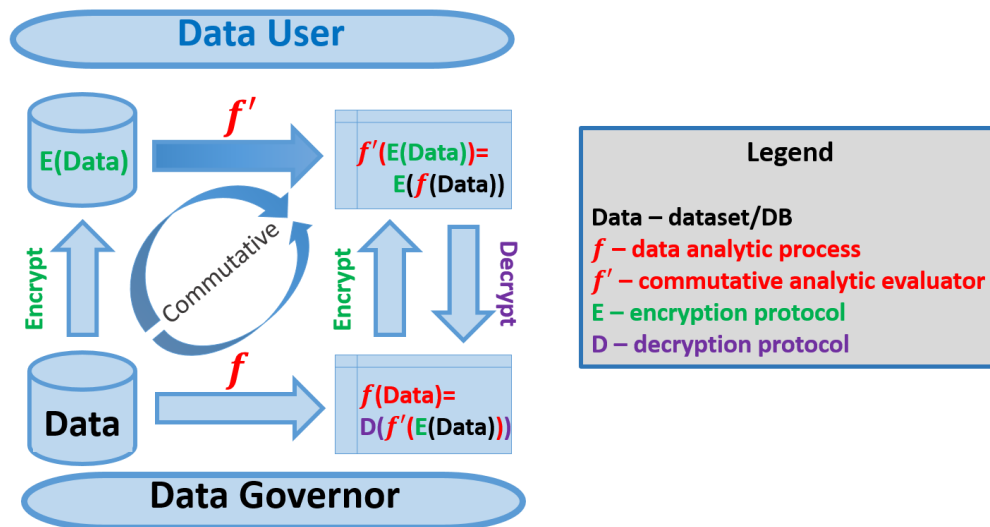 Data User
f′
E(Data)
f′(E(Data))=
E(f(Data))
Encrypt
Commutative
Encrypt
Decrypt
f
Data
f(Data)=
D(f′(E(Data)))
Data Governor
Legend
Data – dataset/DB
f – data analytic process
f′ – commutative analytic evaluator
E – encryption protocol
D – decryption protocol